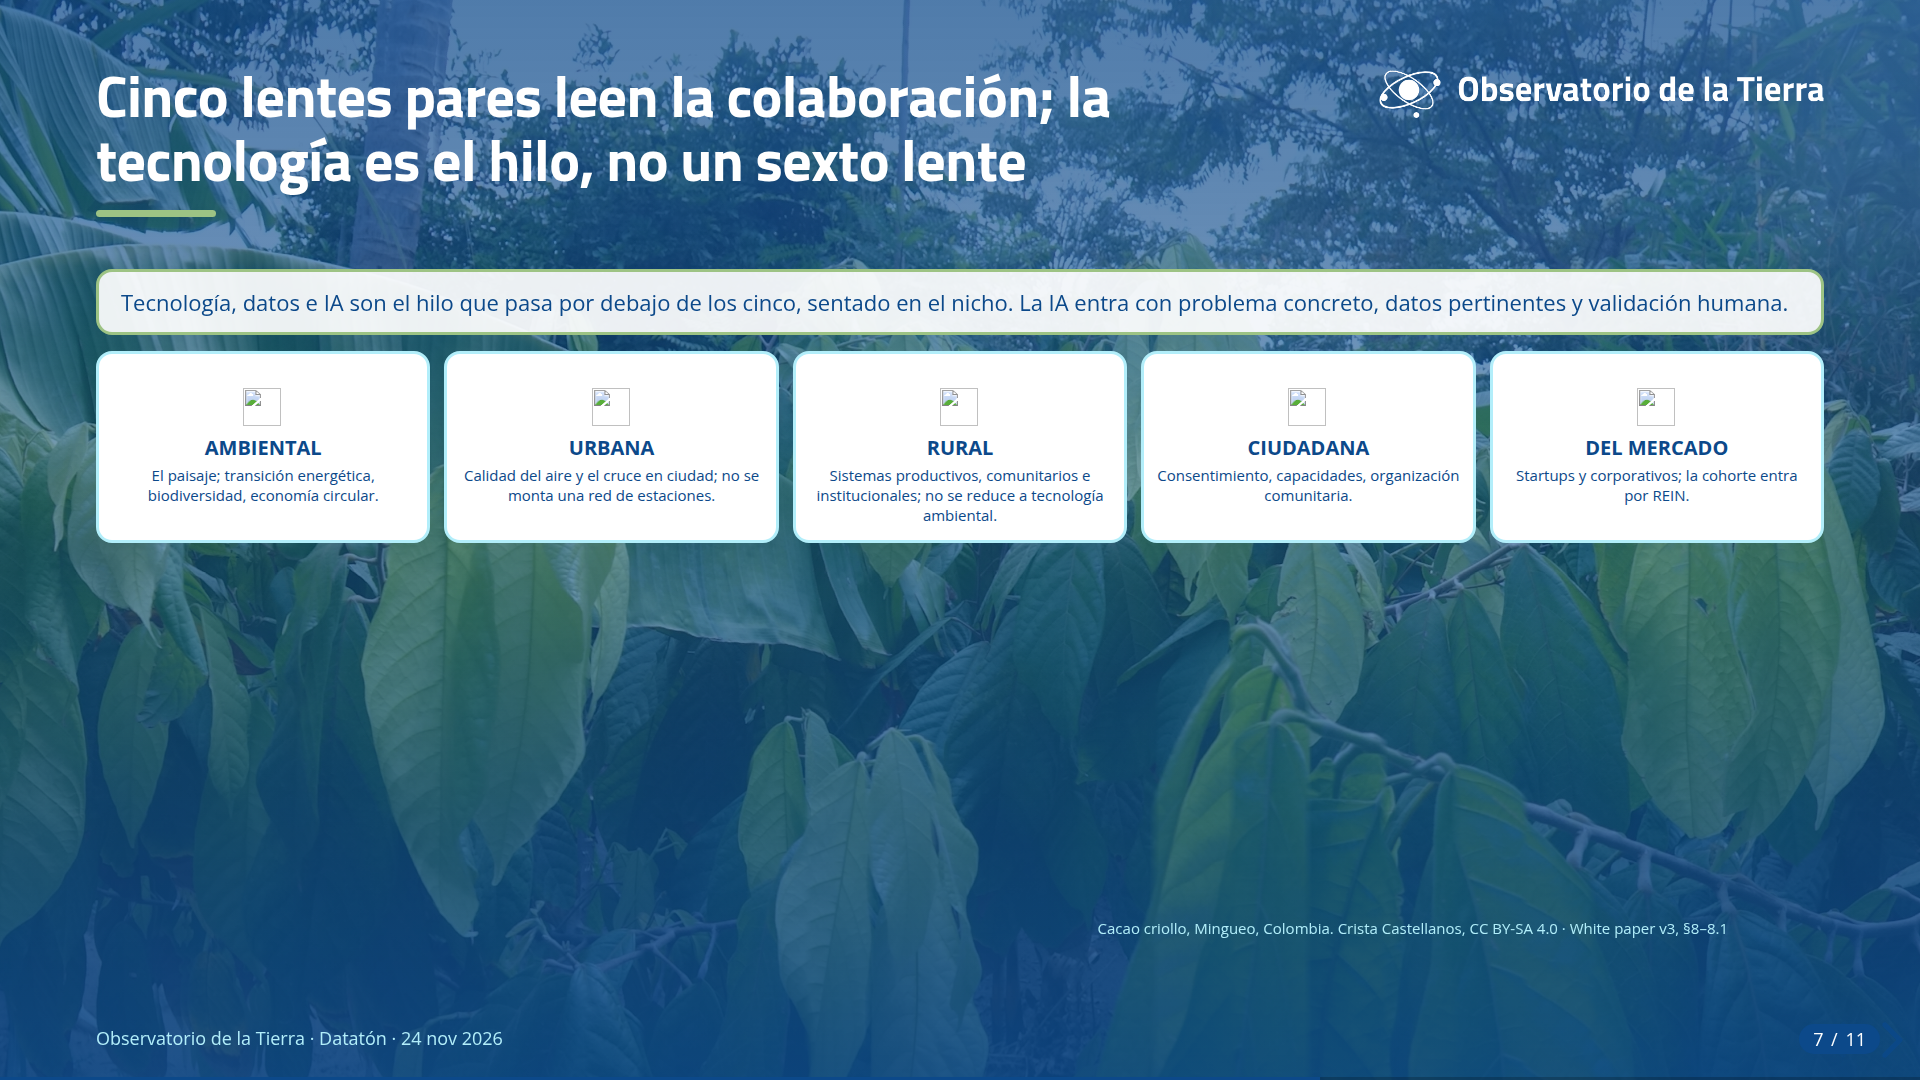 Cinco lentes pares leen la colaboración; la
tecnología es el hilo, no un sexto lente
Observatorio de la Tierra
Tecnología, datos e IA son el hilo que pasa por debajo de los cinco, sentado en el nicho. La IA entra con problema concreto, datos pertinentes y validación humana.
AMBIENTAL
El paisaje; transición energética,
biodiversidad, economía circular.
URBANA
Calidad del aire y el cruce en ciudad; no se
monta una red de estaciones.
RURAL
Sistemas productivos, comunitarios e
institucionales; no se reduce a tecnología
ambiental.
CIUDADANA
Consentimiento, capacidades, organización
comunitaria.
DEL MERCADO
Startups y corporativos; la cohorte entra
por REIN.
Cacao criollo, Mingueo, Colombia. Crista Castellanos, CC BY-SA 4.0 · White paper v3, §8–8.1
Observatorio de la Tierra · Datatón · 24 nov 2026
7 / 11